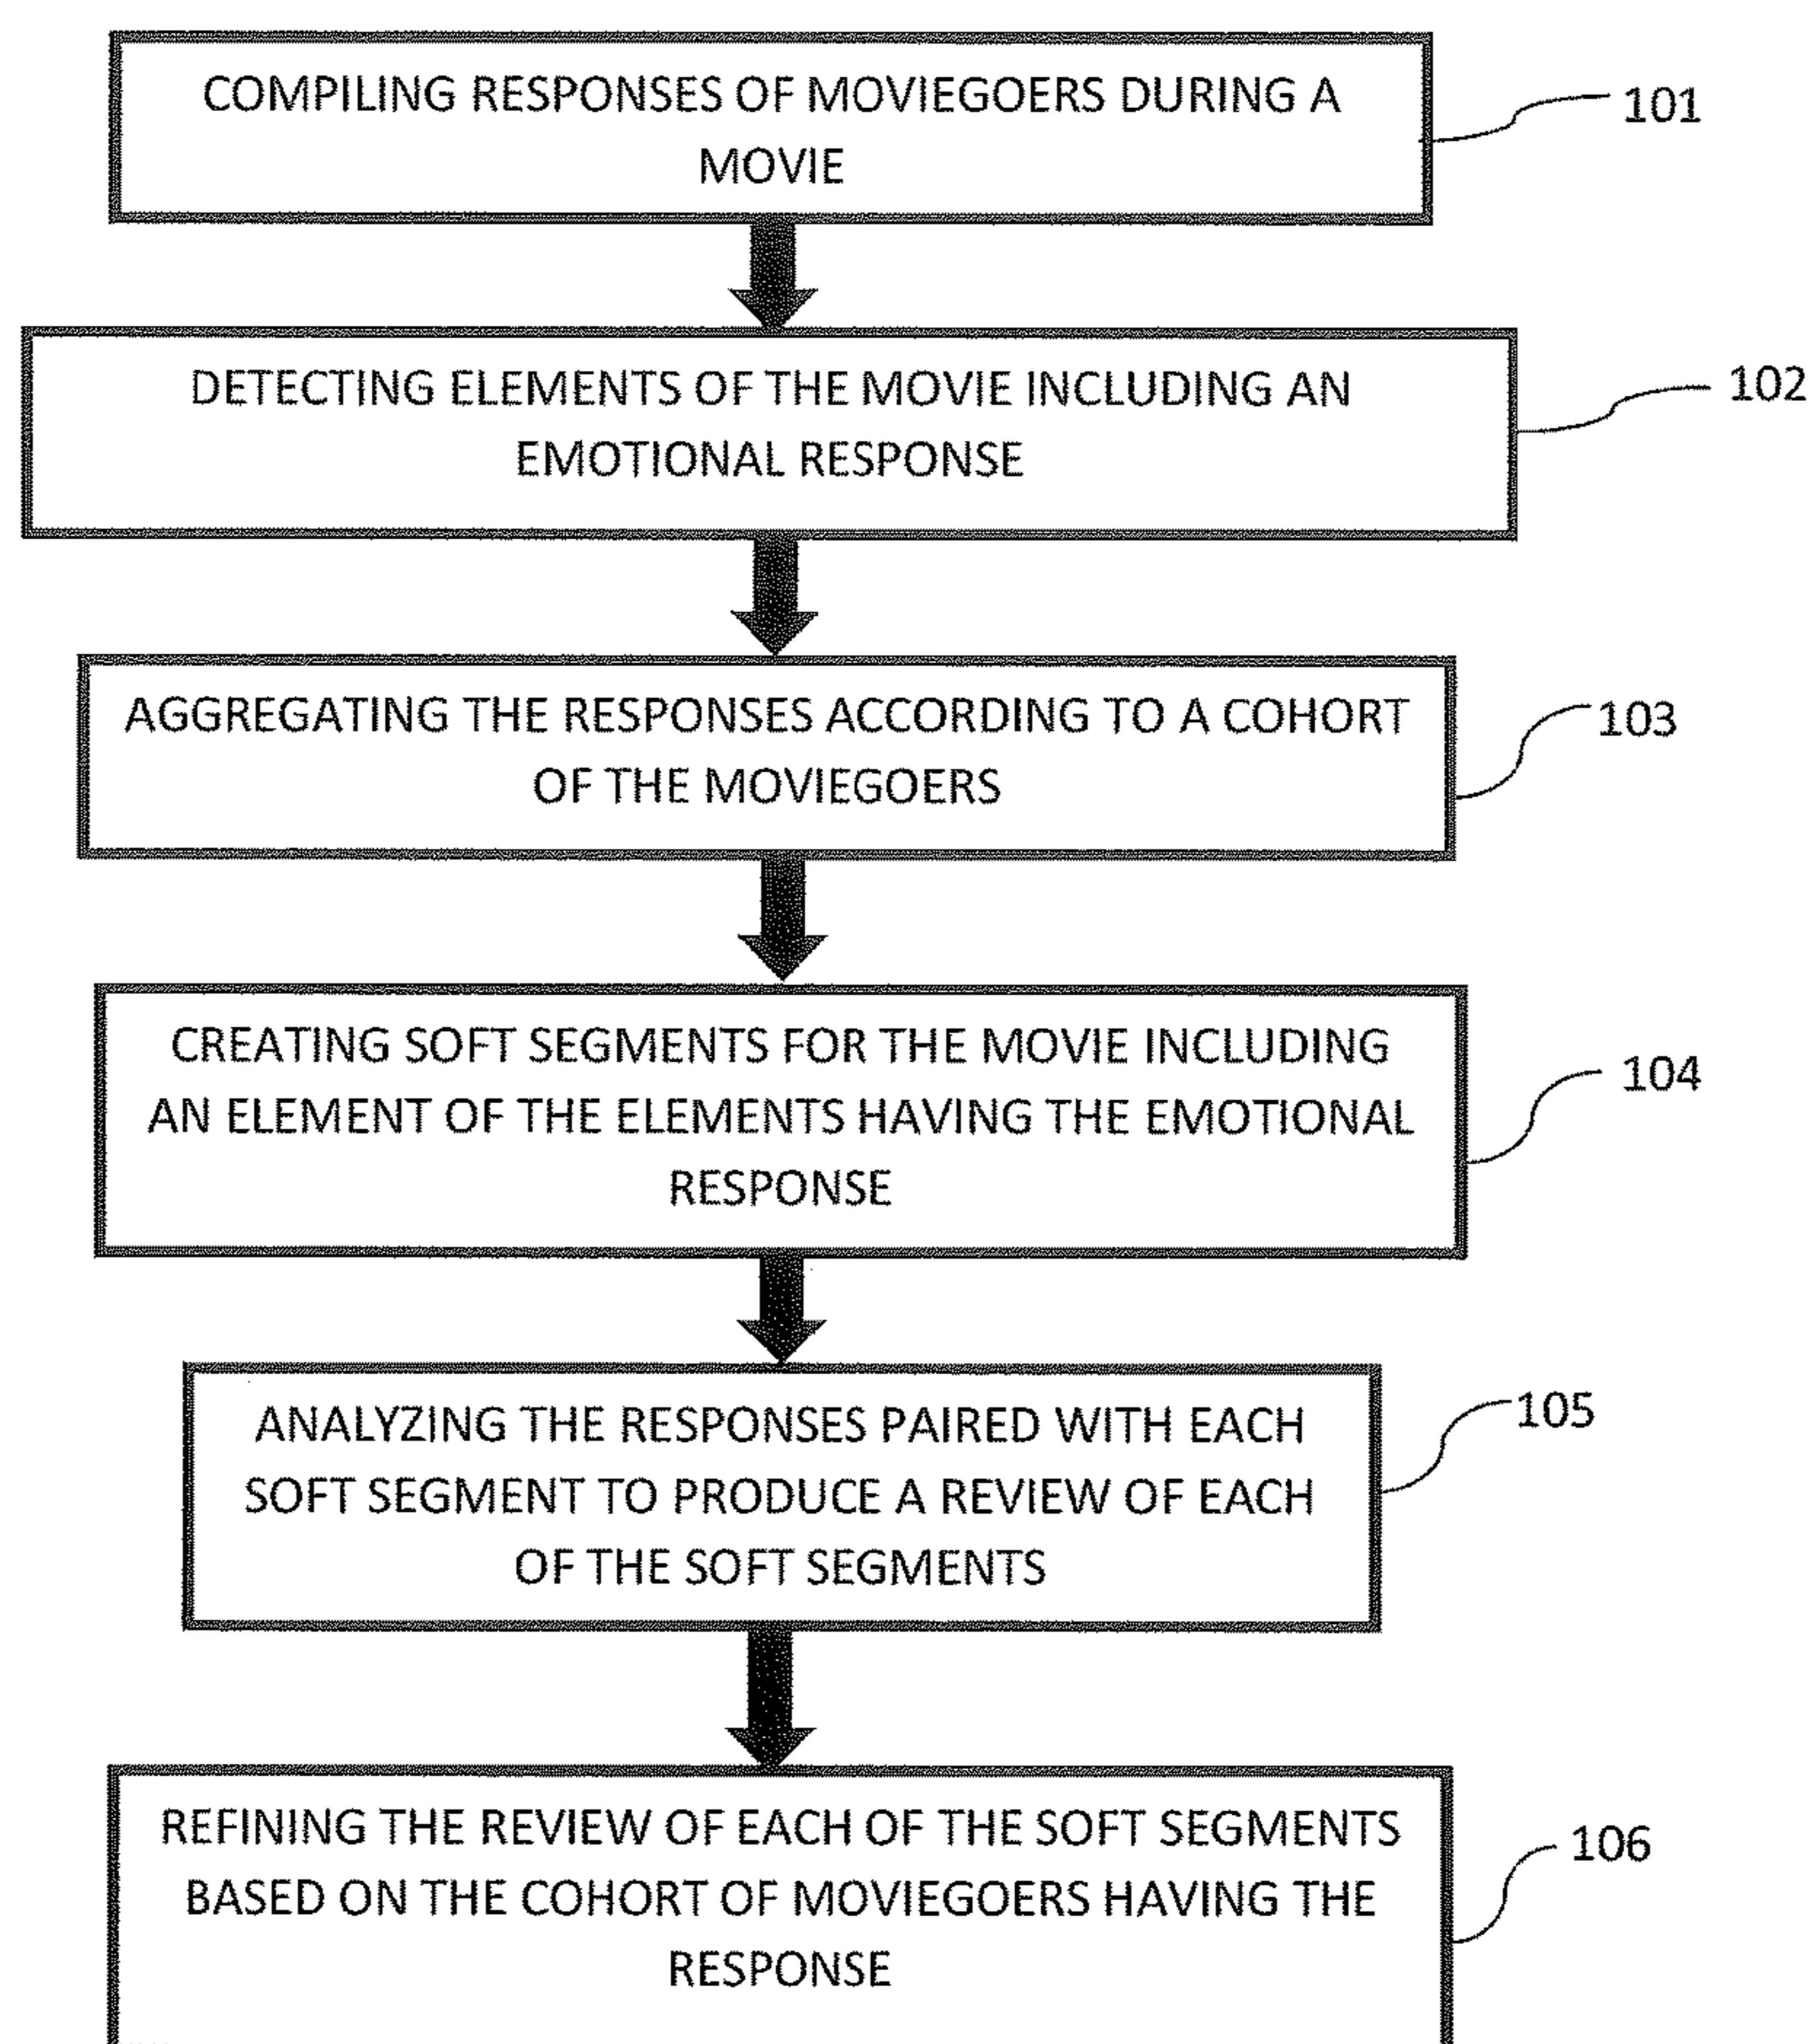 COMPILING RESPONSES OF MOVIEGOERS DURING A
MOVIE
101
DETECTING ELEMENTS OF THE MOVIE INCLUDING AN
EMOTIONAL RESPONSE
102
AGGREGATING THE RESPONSES ACCORDING TO A COHORT
OF THE MOVIEGOERS
103
CREATING SOFT SEGMENTS FOR THE MOVIE INCLUDING
AN ELEMENT OF THE ELEMENTS HAVING THE EMOTIONAL
RESPONSE
104
ANALYZING THE RESPONSES PAIRED WITH EACH
SOFT SEGMENT TO PRODUCE A REVIEW OF EACH
OF THE SOFT SEGMENTS
105
REFINING THE REVIEW OF EACH OF THE SOFT SEGMENTS
BASED ON THE COHORT OF MOVIEGOERS HAVING THE
RESPONSE
106